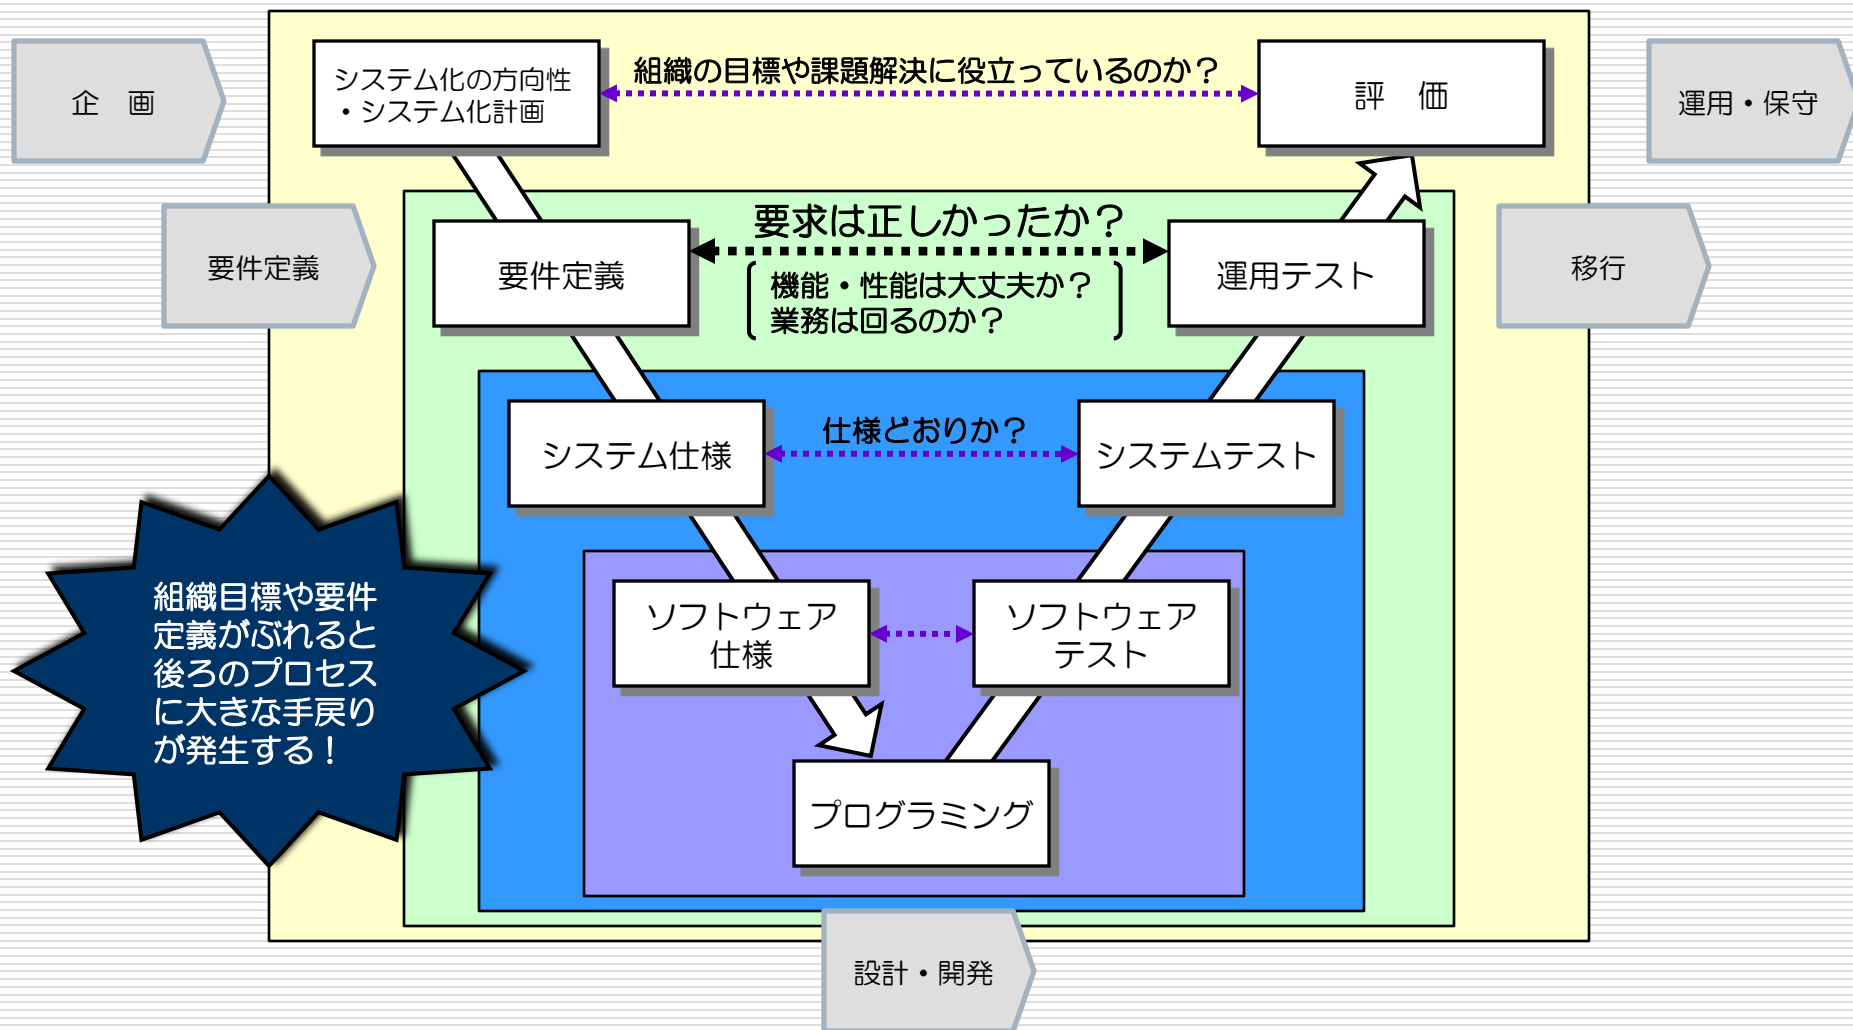 企　画
システム化の方向性
・システム化計画
組織の目標や課題解決に役立っているのか？
評　価
運用・保守
要件定義
要件定義
要求は正しかったか？
機能・性能は大丈夫か？
業務は回るのか？
運用テスト
移行
システム仕様
仕様どおりか？
システムテスト
組織目標や要件
定義がぶれると
後ろのプロセス
に大きな手戻り
が発生する！
ソフトウェア
仕様
ソフトウェア
テスト
プログラミング
設計・開発